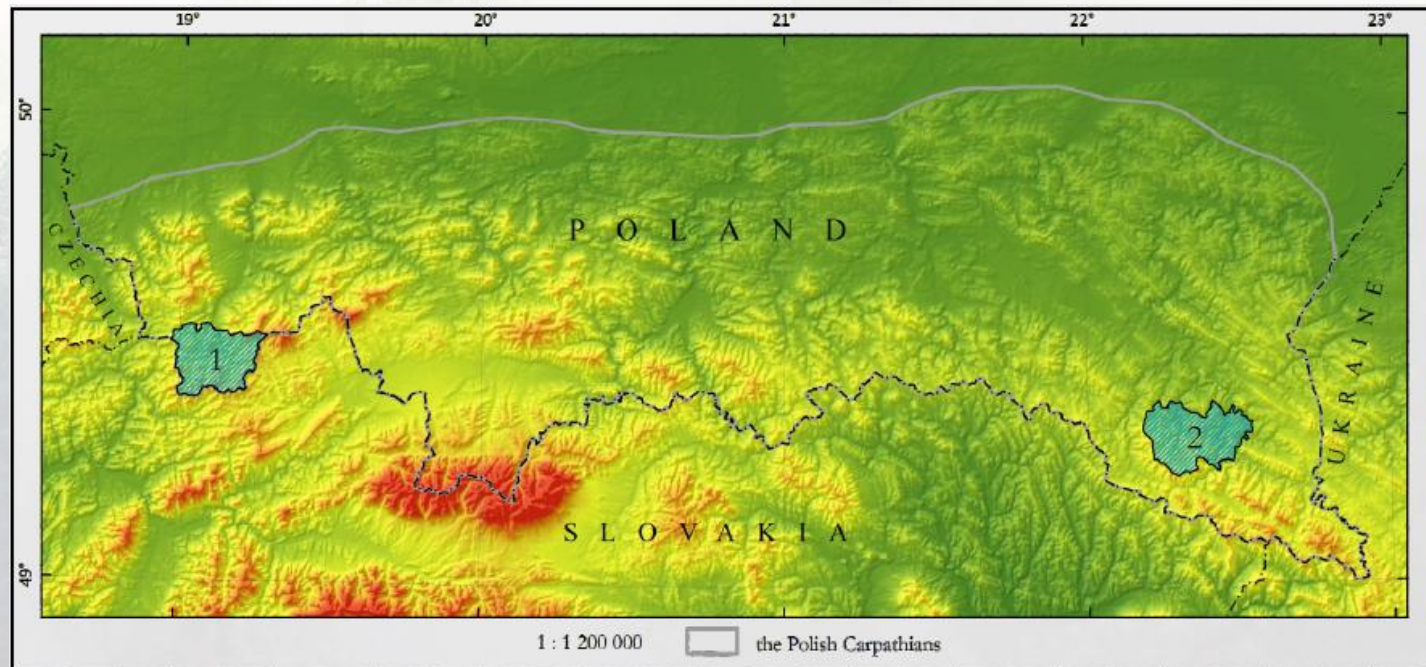 19° 20° 21° 22° 23°
50°
POLAND
CZECHIA
UKRAINE
1
2
SLOVAKIA
49°
1 : 1 200 000 the Polish Carpathians